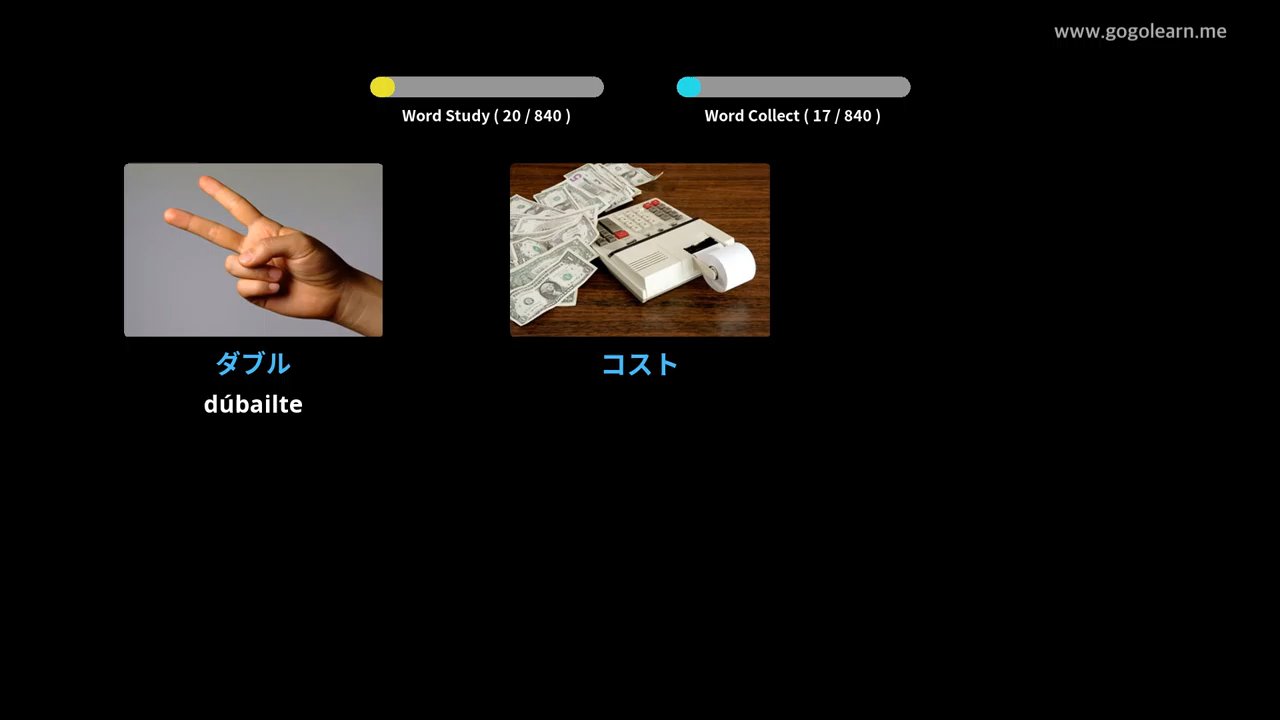 www.gogolearn.me
Word Study ( 20 / 840 )
Word Collect ( 17 / 840 )
ダブル
コスト
dúbailte